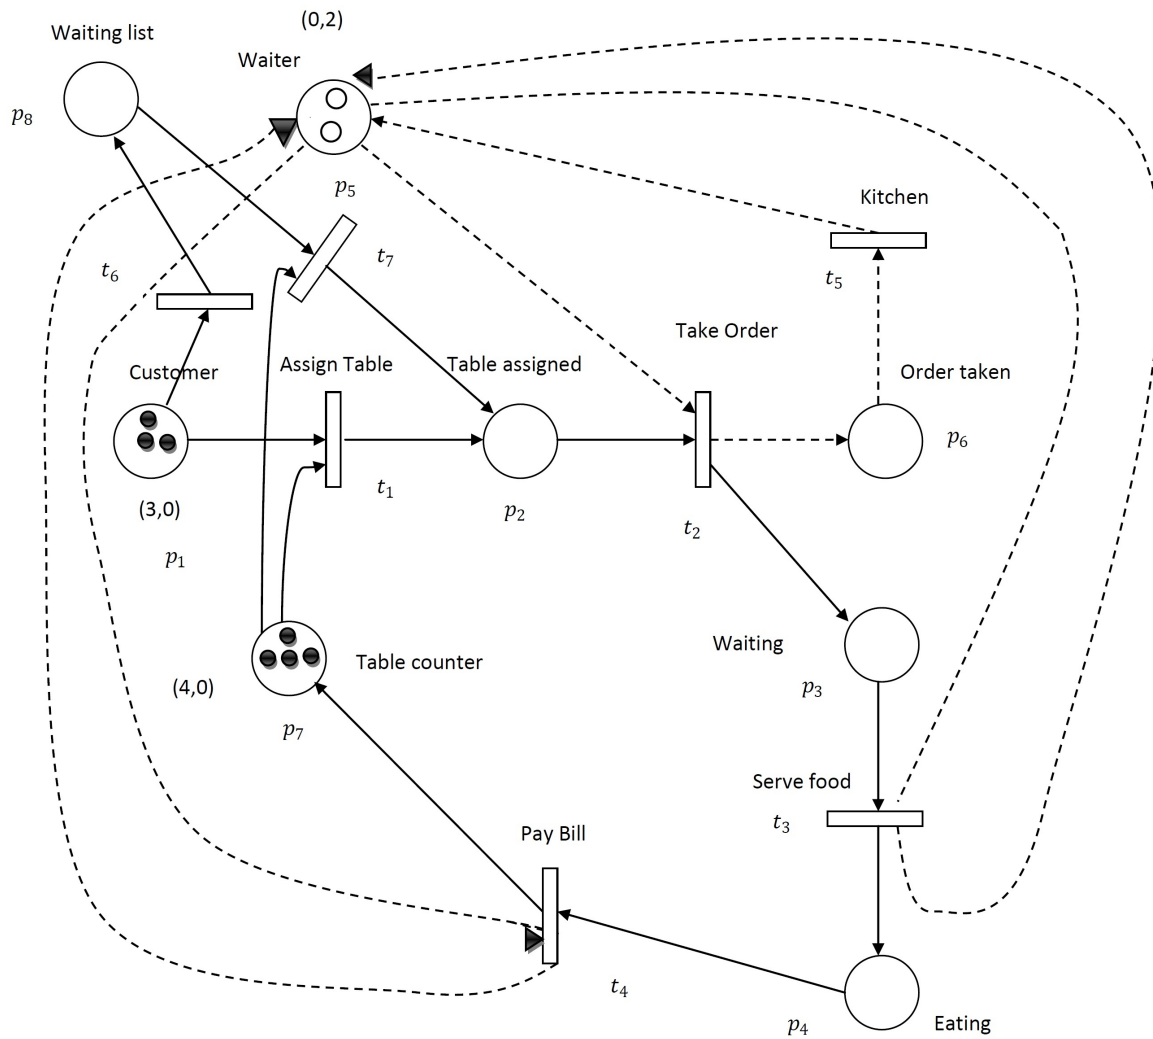 (0,2)
Waiting list
Waiter
p8
p5
Kitchen
t7
t6
t5
Take Order
Customer
Assign Table
Table assigned
Order taken
p6
t1
(3,0)
p2
t2
p1
Waiting
Table counter
(4,0)
p3
p7
Serve food
t3
Pay Bill
t4
p4
Eating